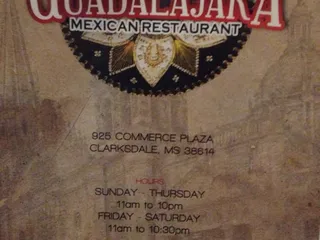 GUADALAJARA
MEXICAN RESTAURANT
925 COMMERCE PLAZA
CLARKSDALE, MS 38614
HOURS
SUNDAY - THURSDAY
11am to 10pm
FRIDAY - SATURDAY
11am to 10:30pm